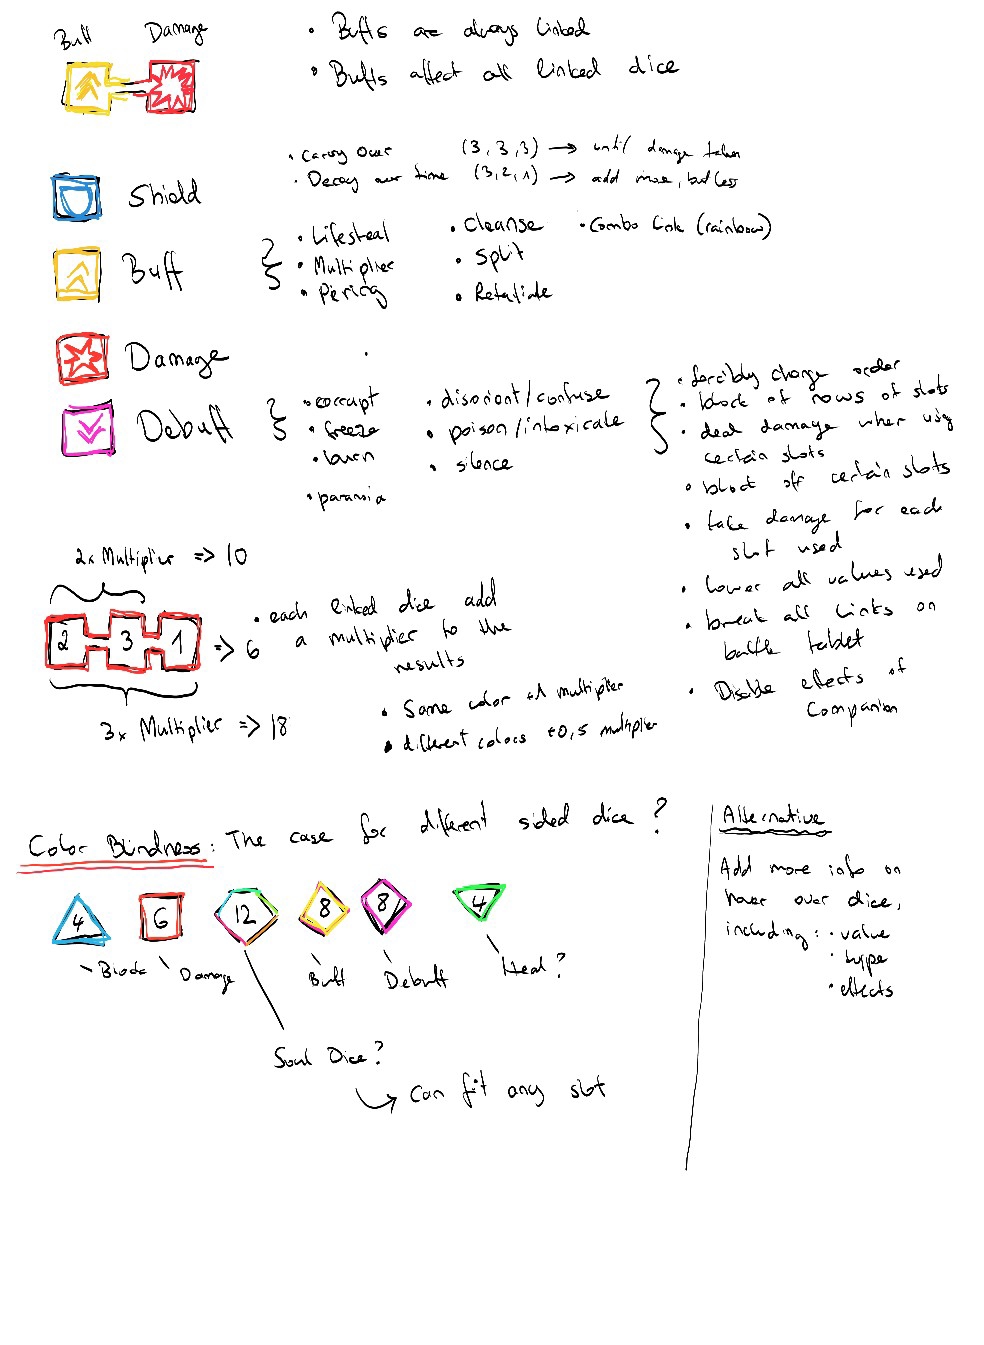 Buff Damage
• Buffs are always linked
• Buffs affect all linked dice
Shield
• Carry over (3, 3, 3) → until damage taken
• Decay over time (3, 2, 1) → add more, but less
Buff
• Lifesteal
• Multiplier
• Piercing
• Cleanse
• Split
• Retaliate
• Combo link (rainbow)
Damage
Debuff
• corrupt
• freeze
• burn
• paranoia
• disorient/confuse
• poison/intoxicate
• silence
• forcibly change order
• block of rows of slots
• deal damage when using
certain slots
• block off certain slots
• take damage for each
slot used
• lower all values used
• break all links on
battle tablet
• Disable effects of
Companion
2x Multiplier => 10
2 3 1 => 6
3x Multiplier => 18
• each linked dice add
a multiplier to the
results
• Same color +1 multiplier
• different colors +0,5 multiplier
Color Blindness: The case for different sided dice?
4 6 12 8 8 4
Block Damage Buff Debuff Heal?
Soul Dice?
→ Can fit any slot
Alternative
Add more info on
hover over dice,
including: • value
• type
• effects